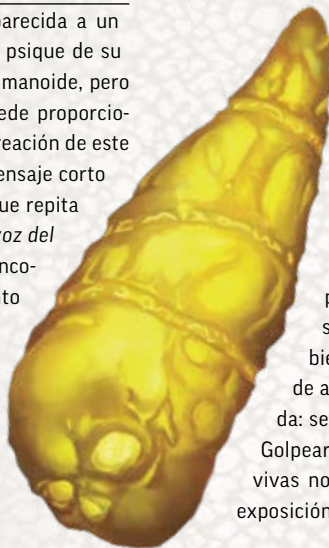 parecida a un
psique de su
manoide, pero
ede proporcio-
reación de este
ensaje corto
ue repita
voz del
nco-
to
p
s
bie
de a
da: se
Golpear
vivas no
exposición